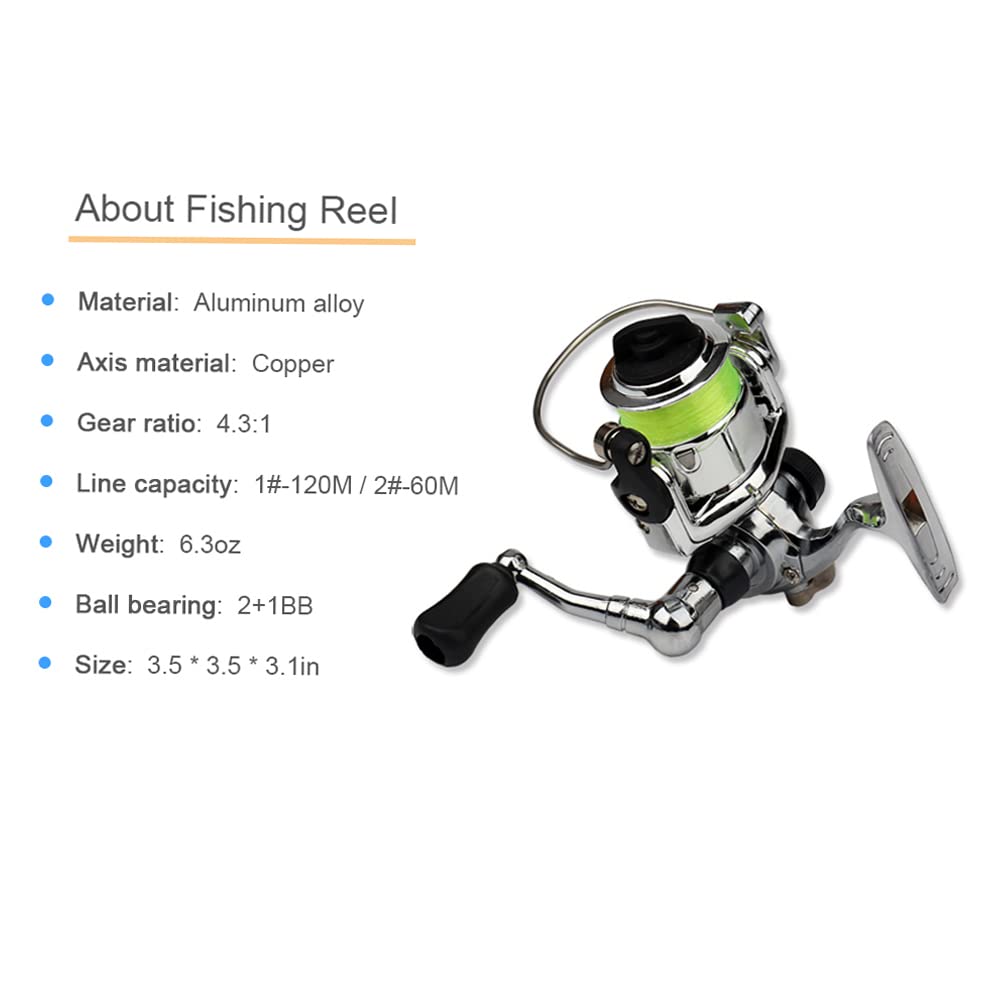 About Fishing Reel
Material: Aluminum alloy
Axis material: Copper
Gear ratio: 4.3:1
Line capacity: 1#-120M / 2#-60M
Weight: 6.3oz
Ball bearing: 2+1BB
Size: 3.5 * 3.5 * 3.1in